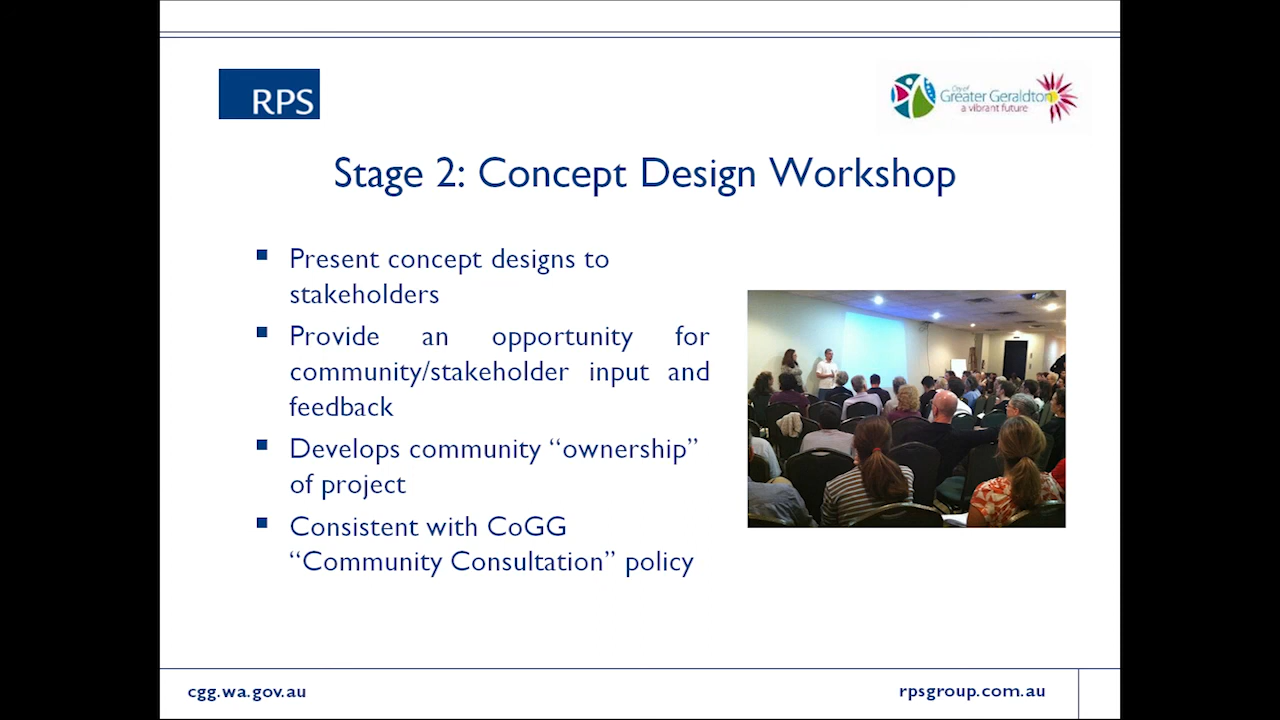 RPS
City of
Greater Geraldton
a vibrant future
Stage 2: Concept Design Workshop
Present concept designs to
stakeholders
Provide an opportunity for
community/stakeholder input and
feedback
Develops community “ownership”
of project
Consistent with CoGG
“Community Consultation” policy
cgg.wa.gov.au
rpsgroup.com.au